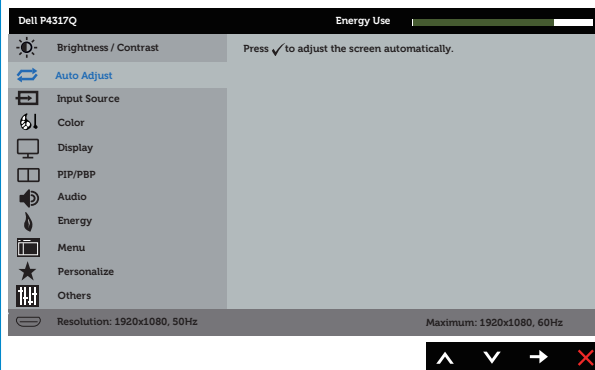 Dell P4317Q Energy Use
Brightness / Contrast
Press ✓ to adjust the screen automatically.
Auto Adjust
Input Source
Color
Display
PIP/PBP
Audio
Energy
Menu
Personalize
Others
Resolution: 1920x1080, 50Hz Maximum: 1920x1080, 60Hz